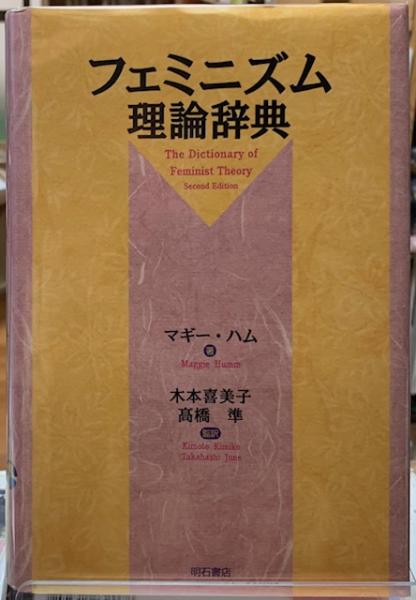 フェミニズム
理論辞典
The Dictionary of
Feminist Theory
Second Edition
マギー・ハム
著
Maggie Humm
木本喜美子
髙橋 準
監訳
Kimoto Kimiko
Takahashi June
明石書店